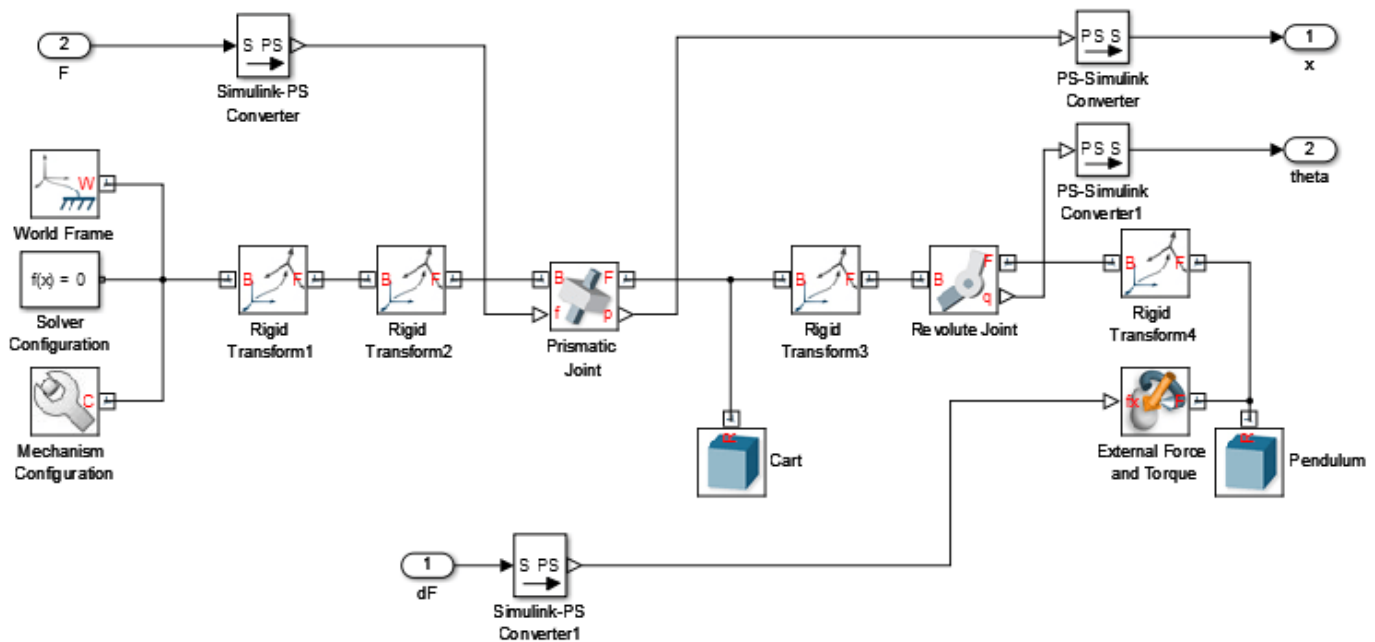 2
F
S PS
Simulink-PS
Converter
PS S
PS-Simulink
Converter
1
x
PS S
PS-Simulink
Converter1
2
theta
W
World Frame
f(x) = 0
Solver
Configuration
C
Mechanism
Configuration
B F
Rigid
Transform1
B F
Rigid
Transform2
B F
f p
Prismatic
Joint
B F
Rigid
Transform3
B F
q
Revolute Joint
B F
Rigid
Transform4
R
Cart
fx F
External Force
and Torque
R
Pendulum
1
dF
S PS
Simulink-PS
Converter1